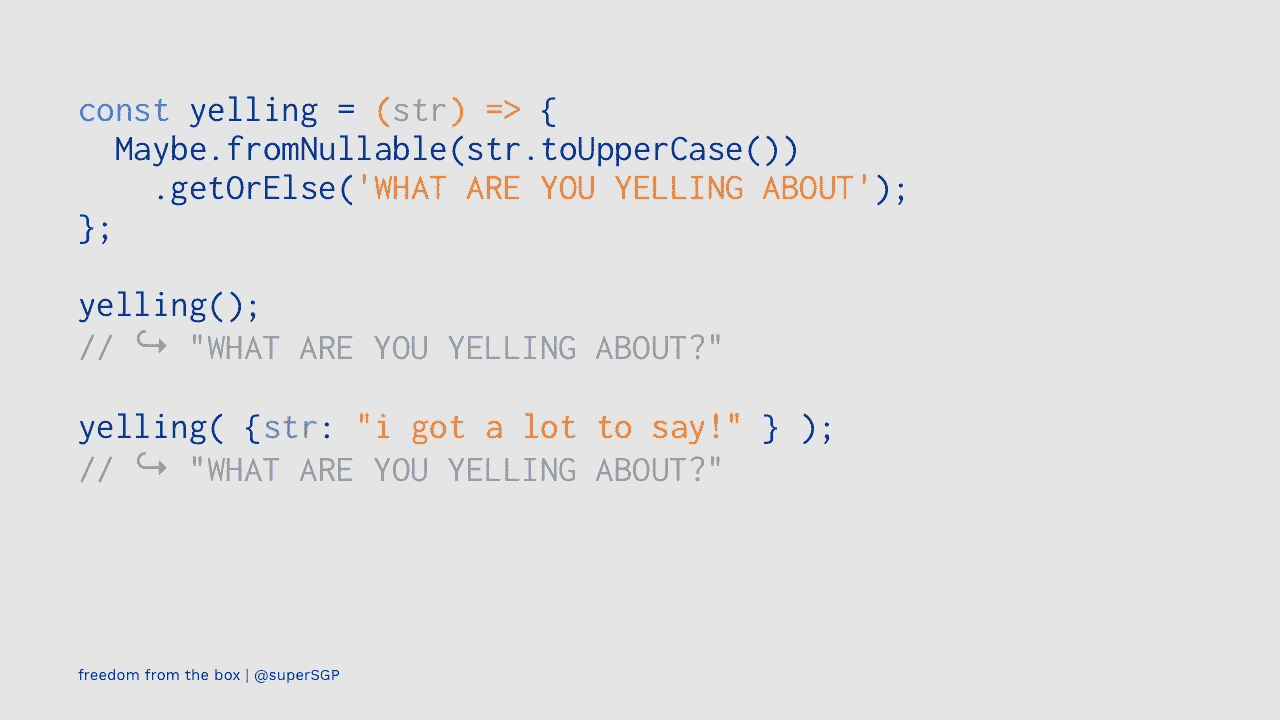 const yelling = (str) => {
  Maybe.fromNullable(str.toUpperCase())
    .getOrElse('WHAT ARE YOU YELLING ABOUT');
};
yelling();
// ↪ "WHAT ARE YOU YELLING ABOUT?"
yelling( {str: "i got a lot to say!" } );
// ↪ "WHAT ARE YOU YELLING ABOUT?"
freedom from the box | @superSGP